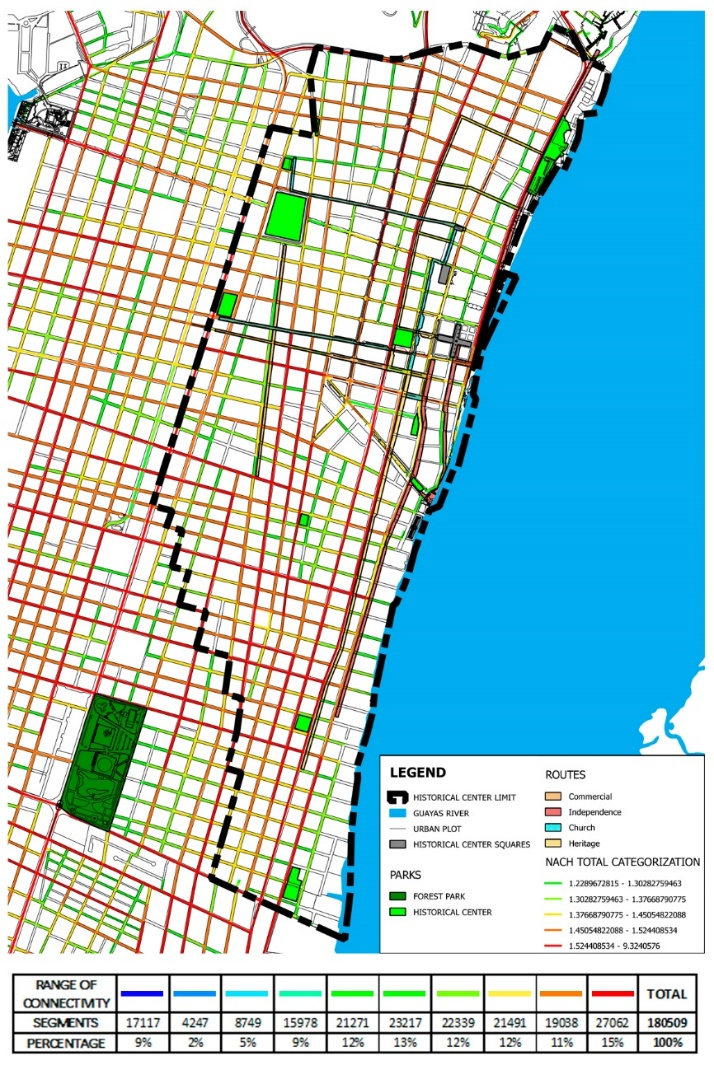 LEGEND
HISTORICAL CENTER LIMIT
GUAYAS RIVER
URBAN PLOT
HISTORICAL CENTER SQUARES
PARKS
FOREST PARK
HISTORICAL CENTER
ROUTES
Commercial
Independence
Church
Heritage
NACH TOTAL CATEGORIZATION
1.2289672815 - 1.30282759463
1.30282759463 - 1.37668790775
1.37668790775 - 1.45054822088
1.45054822088 - 1.524408534
1.524408534 - 9.3240576
RANGE OF CONNECTIVITY TOTAL
SEGMENTS 17117 4247 8749 15978 21271 23217 22339 21491 19038 27062 180509
PERCENTAGE 9% 2% 5% 9% 12% 13% 12% 12% 11% 15% 100%